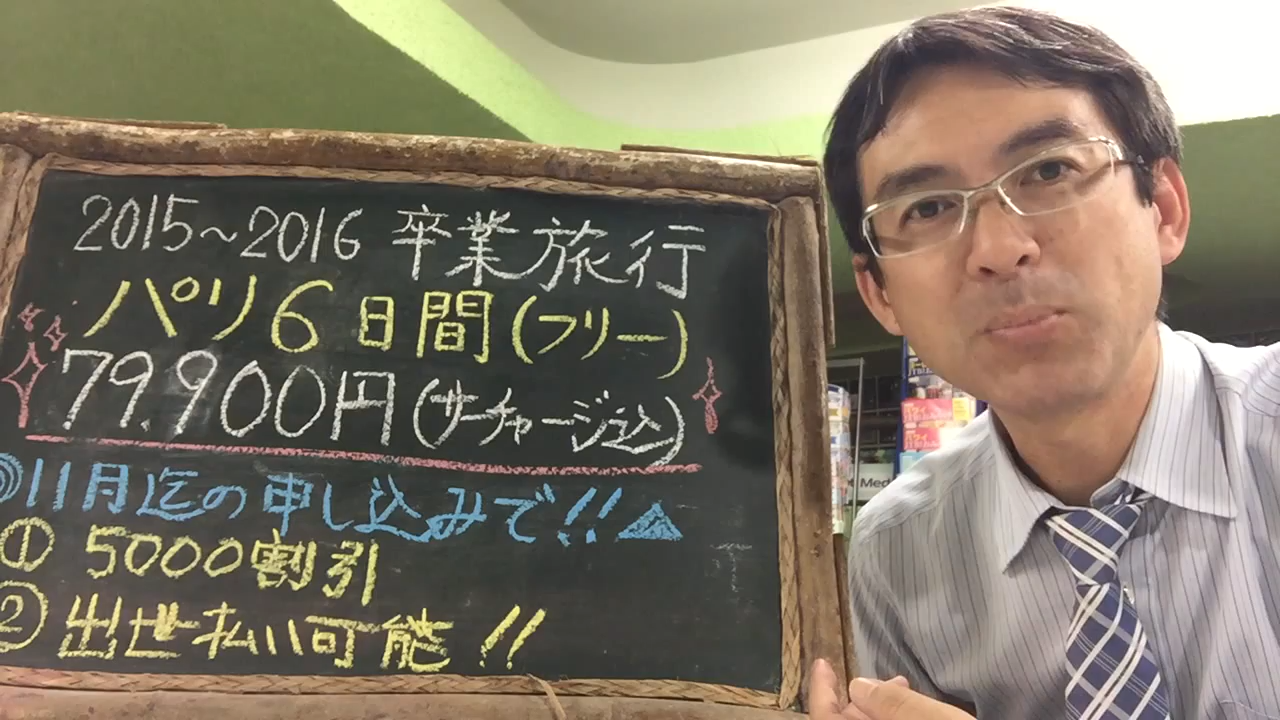 2015～2016 卒業旅行
パリ6日間(フリー)
79.900円(サーチャージ込)
11月迄の申し込みで!!
① 5000割引
② 出世払い可能!!
Med